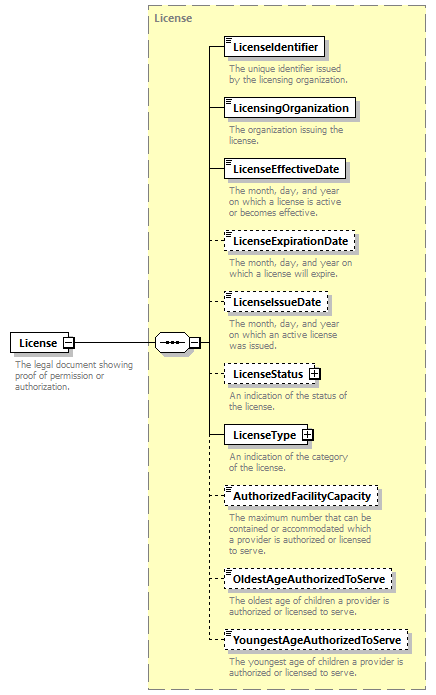 License
LicenseIdentifier
The unique identifier issued
by the licensing organization.
LicensingOrganization
The organization issuing the
license.
LicenseEffectiveDate
The month, day, and year
on which a license is active
or becomes effective.
LicenseExpirationDate
The month, day, and year on
which a license will expire.
LicenseIssueDate
The month, day, and year
on which an active license
was issued.
License
The legal document showing
proof of permission or
authorization.
LicenseStatus
An indication of the status of
the license.
LicenseType
An indication of the category
of the license.
AuthorizedFacilityCapacity
The maximum number that can be
contained or accommodated which
a provider is authorized or licensed
to serve.
OldestAgeAuthorizedToServe
The oldest age of children a provider is
authorized or licensed to serve.
YoungestAgeAuthorizedToServe
The youngest age of children a provider is
authorized or licensed to serve.